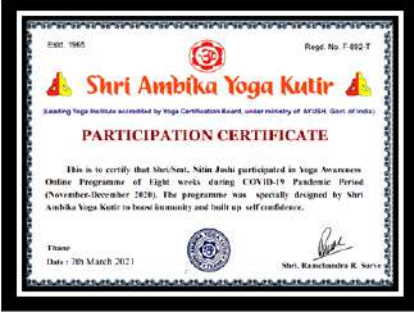 Estd. 1965
Regd. No. F-892-T
Shri Ambika Yoga Kutir
(Leading Yoga Institute accredited by Yoga Certification Board, under ministry of AYUSH, Govt. of India)
PARTICIPATION CERTIFICATE
This is to certify that Shri/Smt. Nitin Joshi participated in Yoga Awareness
Online Programme of Eight weeks during COVID-19 Pandemic Period
(November-December 2020). The programme was specially designed by Shri
Ambika Yoga Kutir to boost immunity and built up self confidence.
Thane
Date : 7th March 2021
Shri. Ramchandra R. Surve